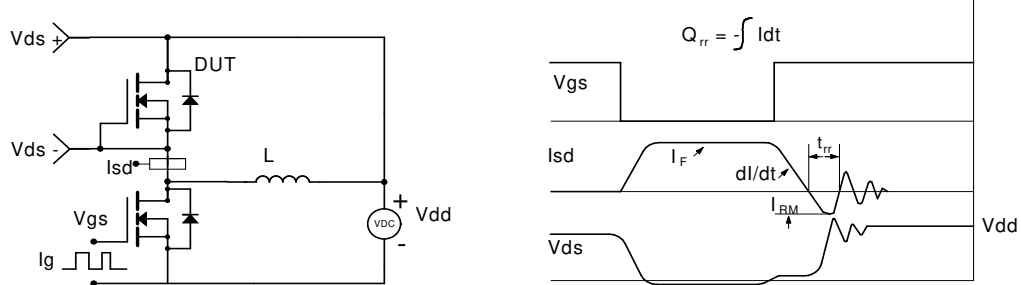 Vds +
DUT
Vds -
Isd
L
Vgs
+
VDC
-
Vdd
Ig
Q rr = - ∫ Idt
Vgs
Isd
I F
dI/dt
t rr
I RM
Vds
Vdd